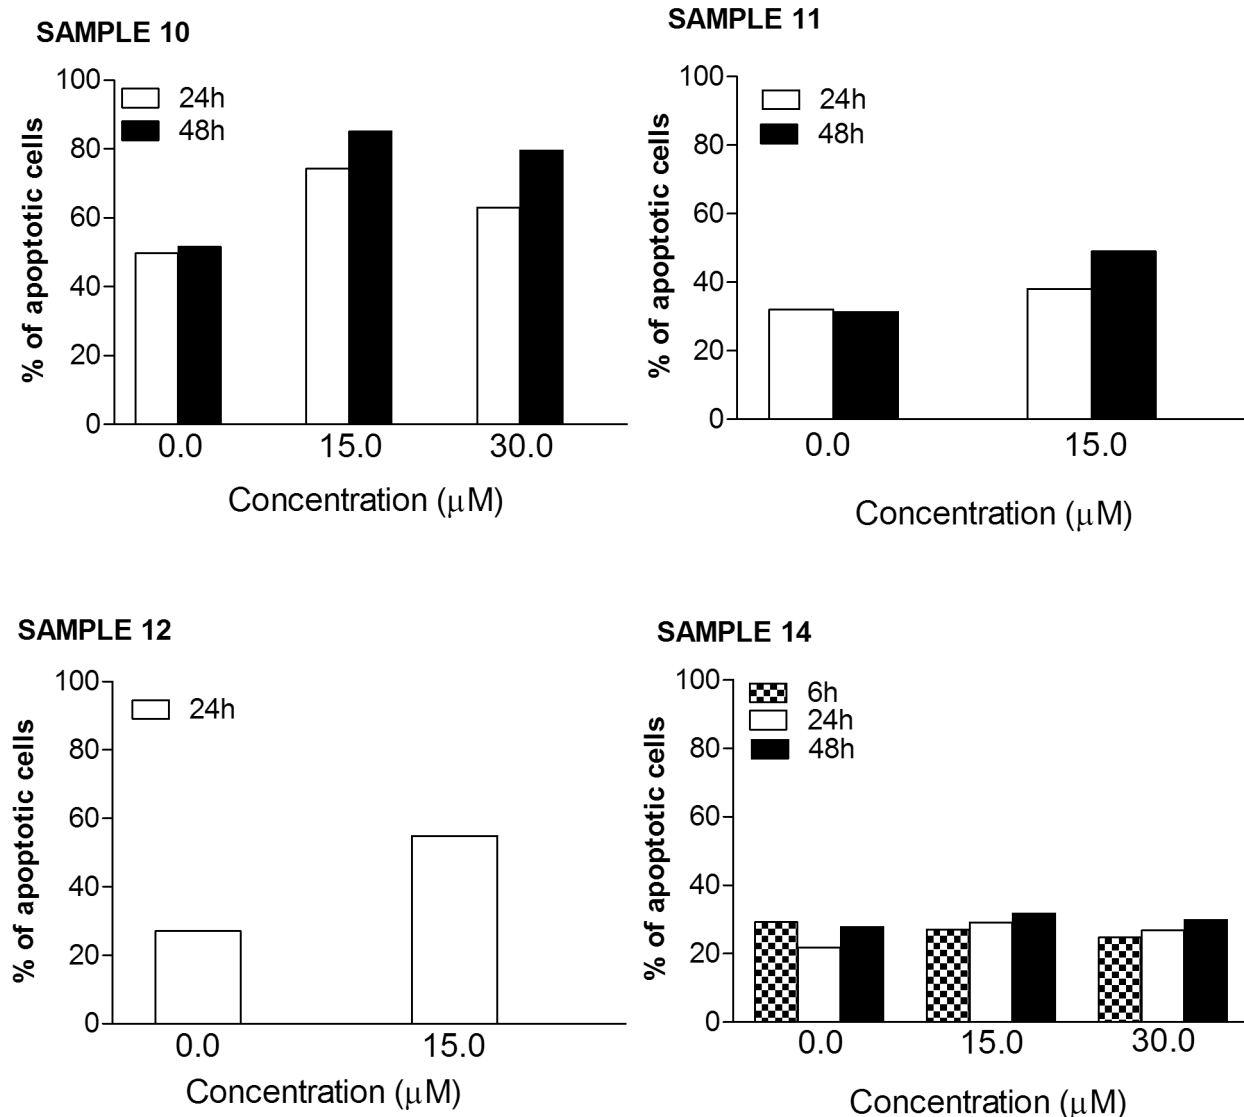 SAMPLE 10
100
80
60
40
20
0
% of apoptotic cells
24h
48h
0.0 15.0 30.0
Concentration (μM)
SAMPLE 11
100
80
60
40
20
0
% of apoptotic cells
24h
48h
0.0 15.0
Concentration (μM)
SAMPLE 12
100
80
60
40
20
0
% of apoptotic cells
24h
0.0 15.0
Concentration (μM)
SAMPLE 14
100
80
60
40
20
0
% of apoptotic cells
6h
24h
48h
0.0 15.0 30.0
Concentration (μM)